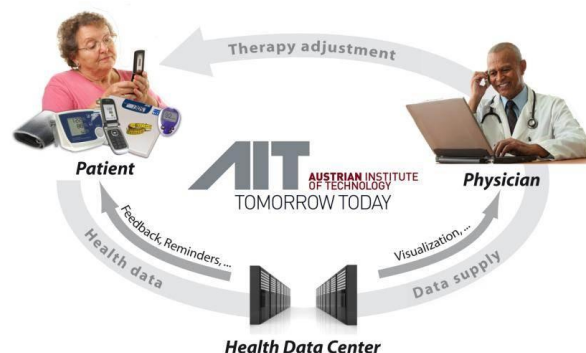 Therapy adjustment
Patient
Physician
AIT
AUSTRIAN INSTITUTE
OF TECHNOLOGY
TOMORROW TODAY
Feedback, Reminders, ...
Visualization, ...
Health data
Data supply
Health Data Center